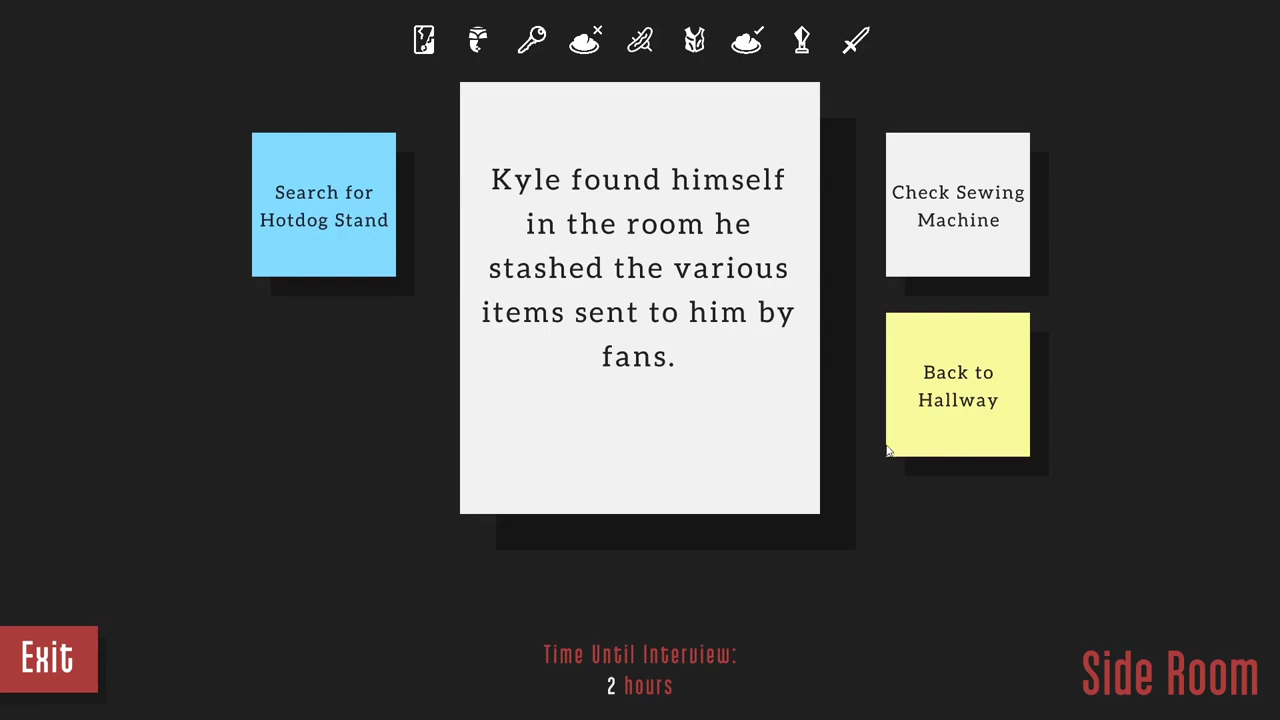 Search for
Hotdog Stand
Kyle found himself
in the room he
stashed the various
items sent to him by
fans.
Check Sewing
Machine
Back to
Hallway
Exit
Time Until Interview:
2 hours
Side Room